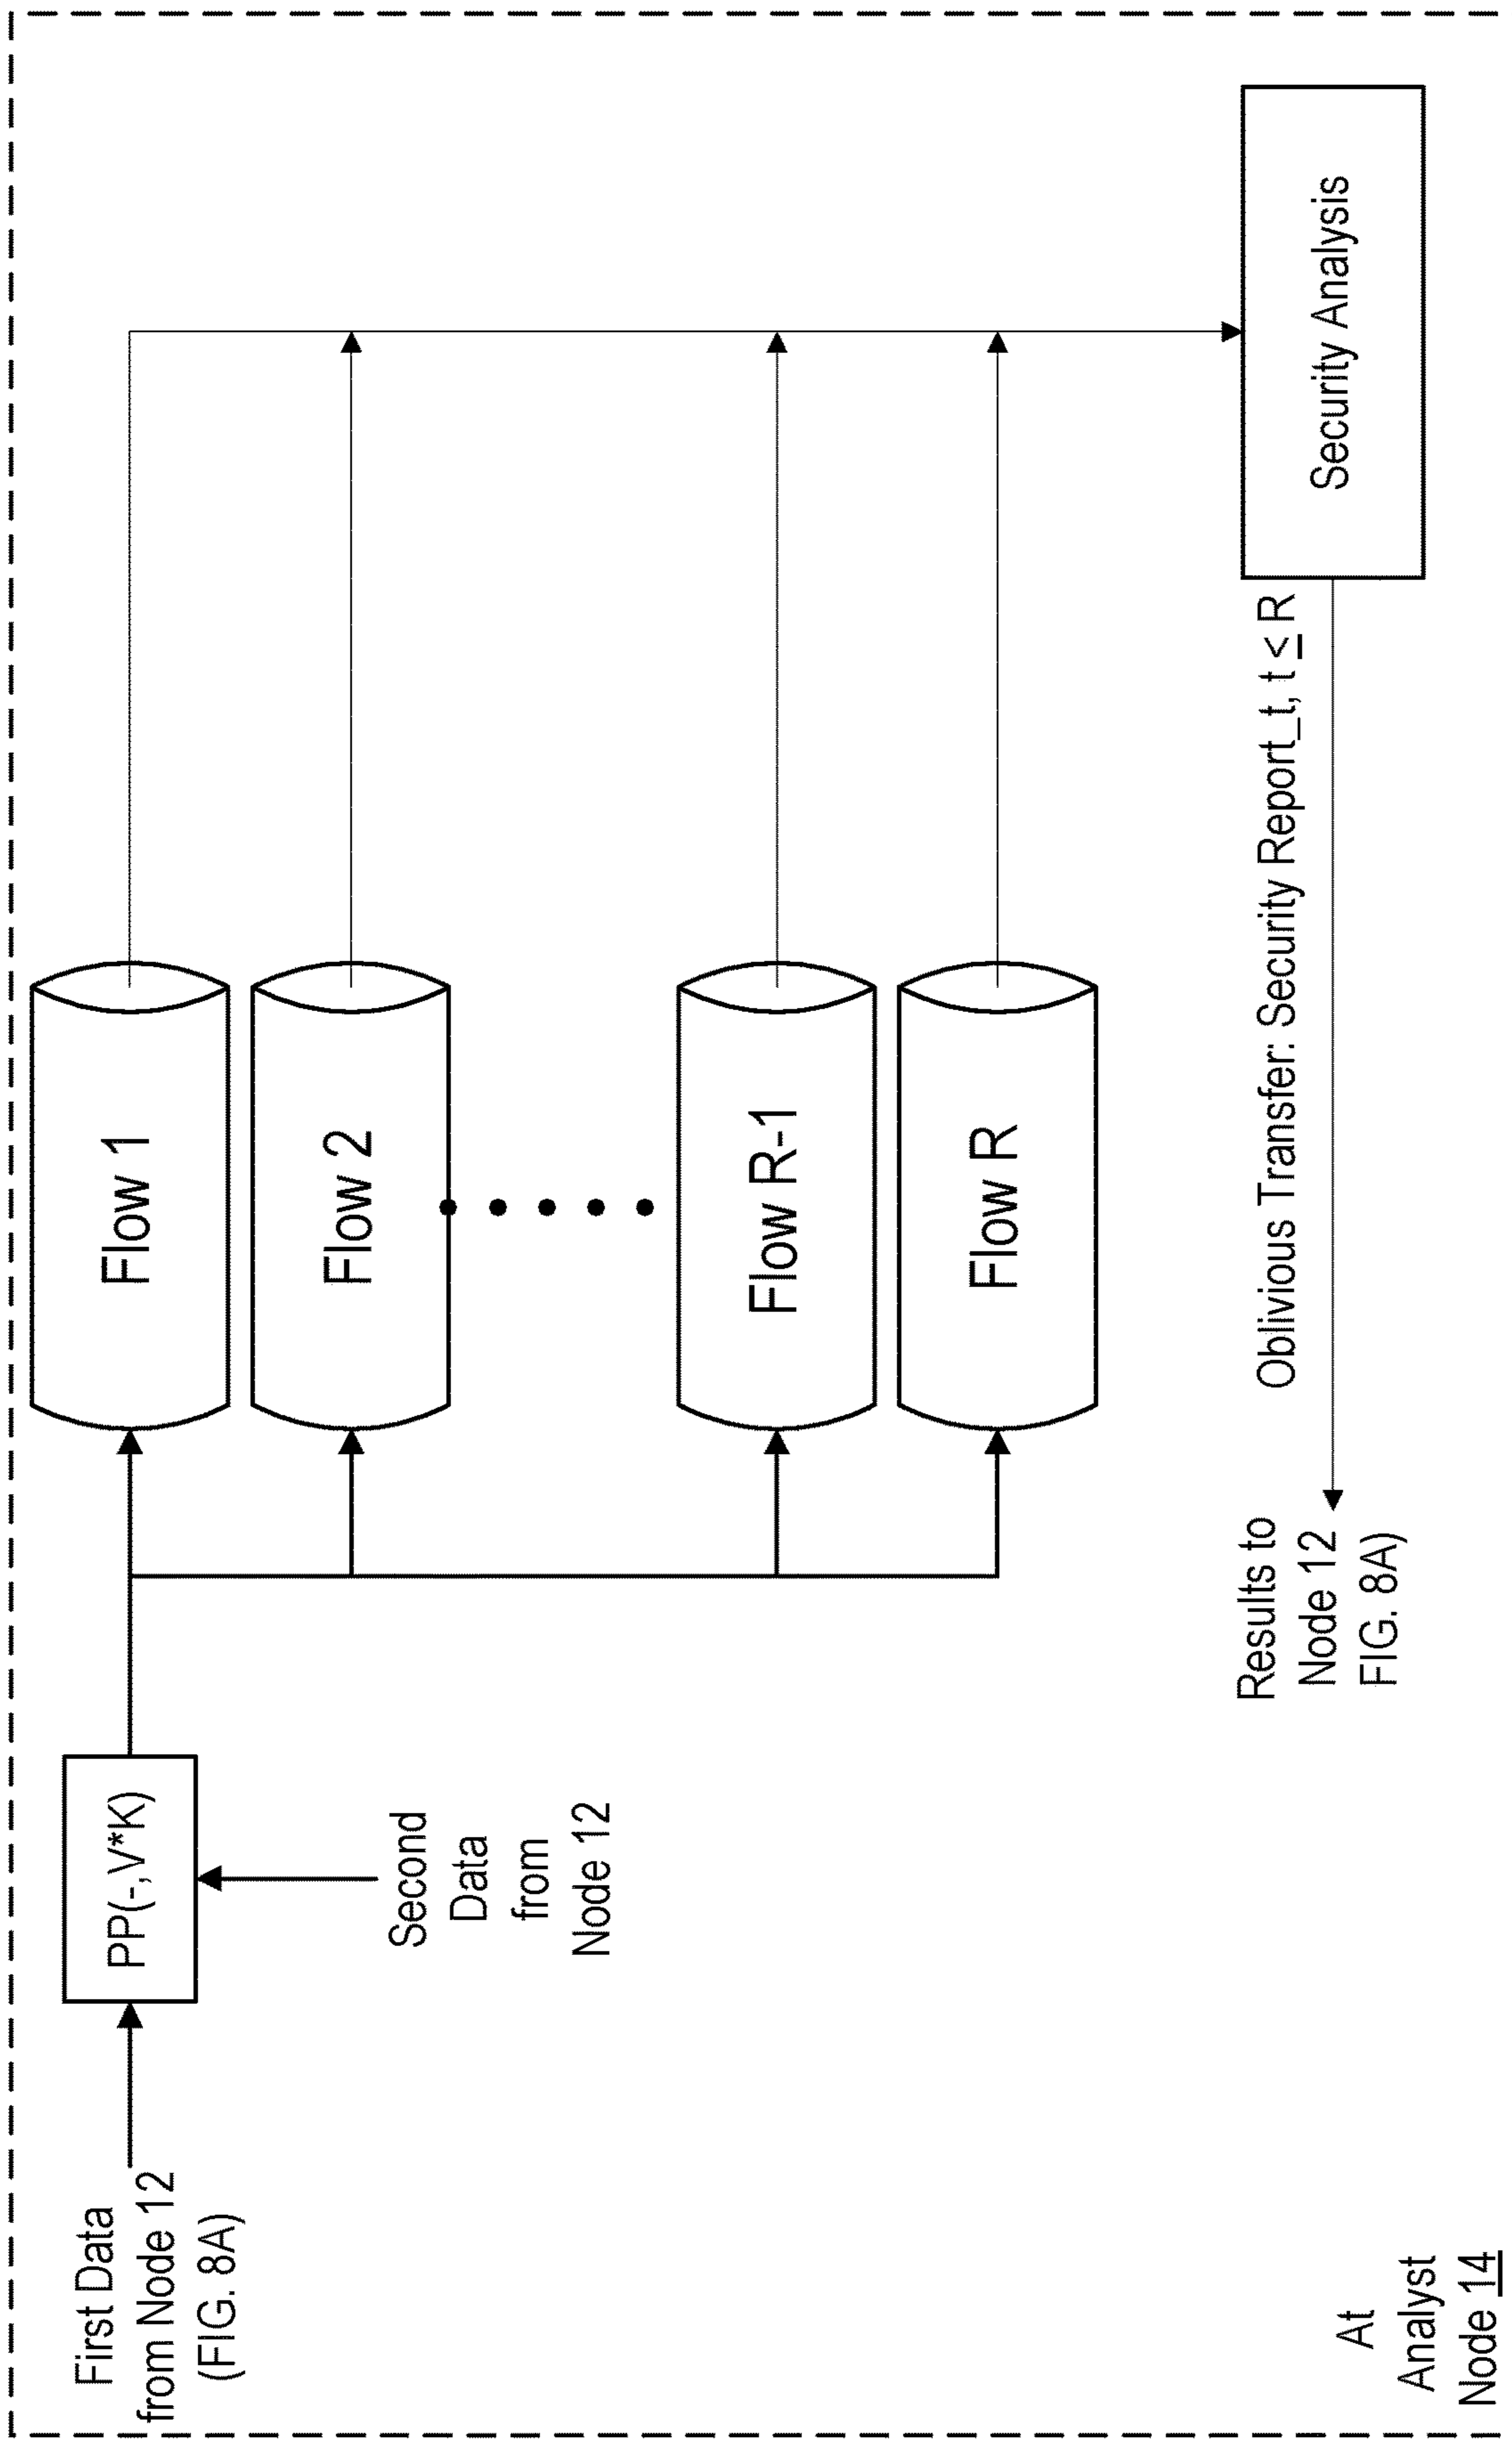 First Data
from Node 12
(FIG. 8A)
PP(-,V*K)
Second
Data
from
Node 12
Flow 1
Flow 2
Flow R-1
Flow R
Security Analysis
Oblivious Transfer: Security Report_t, t ≤ R
Results to
Node 12
FIG. 8A)
At
Analyst
Node 14